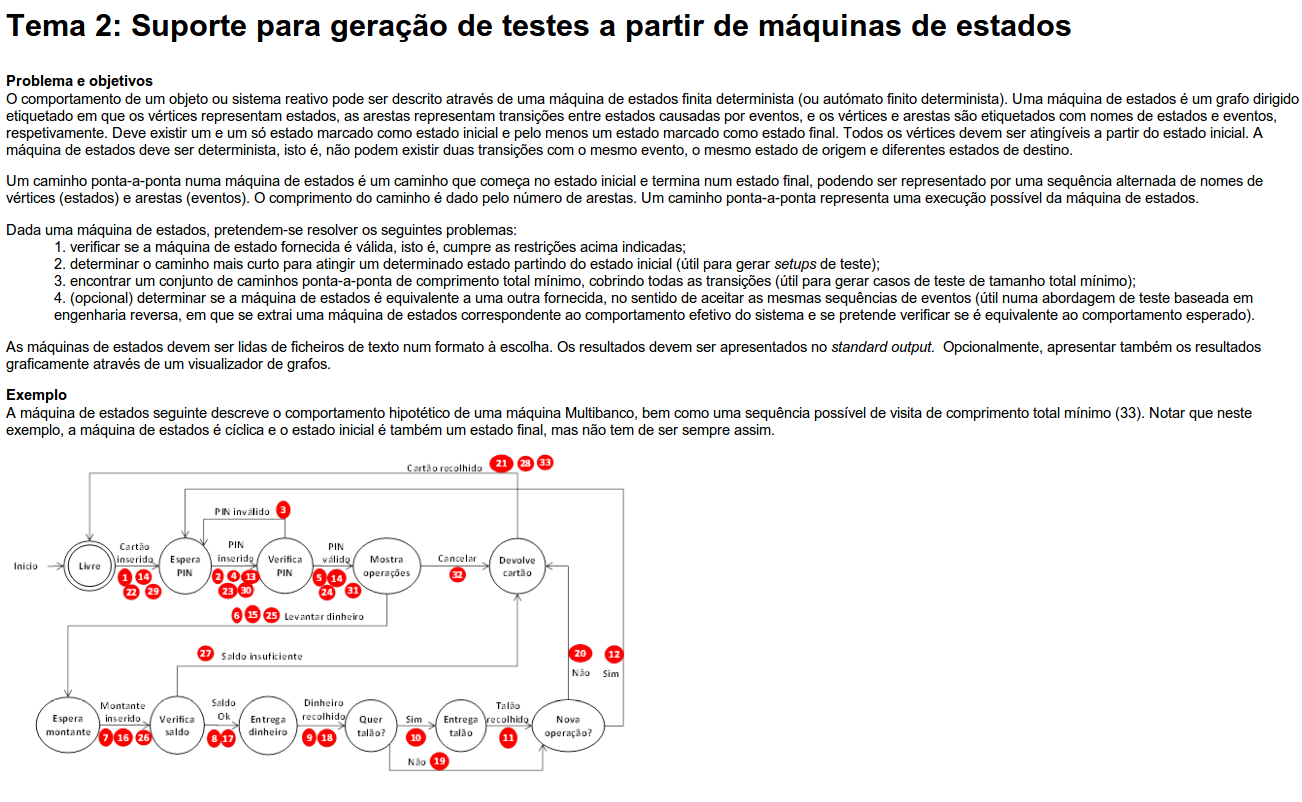 Tema 2: Suporte para geração de testes a partir de máquinas de estados
Problema e objetivos
O comportamento de um objeto ou sistema reativo pode ser descrito através de uma máquina de estados finita determinista (ou autómato finito determinista). Uma máquina de estados é um grafo dirigido
etiquetado em que os vértices representam estados, as arestas representam transições entre estados causadas por eventos, e os vértices e arestas são etiquetados com nomes de estados e eventos,
respetivamente. Deve existir um e um só estado marcado como estado inicial e pelo menos um estado marcado como estado final. Todos os vértices devem ser atingíveis a partir do estado inicial. A
máquina de estados deve ser determinista, isto é, não podem existir duas transições com o mesmo evento, o mesmo estado de origem e diferentes estados de destino.
Um caminho ponta-a-ponta numa máquina de estados é um caminho que começa no estado inicial e termina num estado final, podendo ser representado por uma sequência alternada de nomes de
vértices (estados) e arestas (eventos). O comprimento do caminho é dado pelo número de arestas. Um caminho ponta-a-ponta representa uma execução possível da máquina de estados.
Dada uma máquina de estados, pretendem-se resolver os seguintes problemas:
1. verificar se a máquina de estado fornecida é válida, isto é, cumpre as restrições acima indicadas;
2. determinar o caminho mais curto para atingir um determinado estado partindo do estado inicial (útil para gerar setups de teste);
3. encontrar um conjunto de caminhos ponta-a-ponta de comprimento total mínimo, cobrindo todas as transições (útil para gerar casos de teste de tamanho total mínimo);
4. (opcional) determinar se a máquina de estados é equivalente a uma outra fornecida, no sentido de aceitar as mesmas sequências de eventos (útil numa abordagem de teste baseada em
engenharia reversa, em que se extrai uma máquina de estados correspondente ao comportamento efetivo do sistema e se pretende verificar se é equivalente ao comportamento esperado).
As máquinas de estados devem ser lidas de ficheiros de texto num formato à escolha. Os resultados devem ser apresentados no standard output. Opcionalmente, apresentar também os resultados
graficamente através de um visualizador de grafos.
Exemplo
A máquina de estados seguinte descreve o comportamento hipotético de uma máquina Multibanco, bem como uma sequência possível de visita de comprimento total mínimo (33). Notar que neste
exemplo, a máquina de estados é cíclica e o estado inicial é também um estado final, mas não tem de ser sempre assim.
Cartão recolhido 21 28 33
PIN inválido 3
Início
Livre
Cartão
inserido
1 14
22 29
Espera
PIN
PIN
inserido
2 4 13
23 30
Verifica
PIN
PIN
válido
5 14
24 31
Mostra
operações
Cancelar
32
Devolve
cartão
6 15 25 Levantar dinheiro
27 Saldo insuficiente
20 12
Não Sim
Espera
montante
Montante
inserido
7 16 26
Verifica
saldo
Saldo
Ok
8 17
Entrega
dinheiro
Dinheiro
recolhido
9 18
Quer
talão?
Sim
10
Entrega
talão
Talão
recolhido
11
Nova
operação?
Não 19